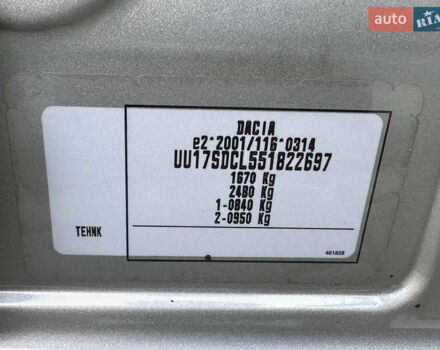 auto RIA
DACIA
e2*2001/116*0314
UU17SDCL551822697
1670 Kg
2480 Kg
1-0840 Kg
2-0950 Kg
TEHNK
461826